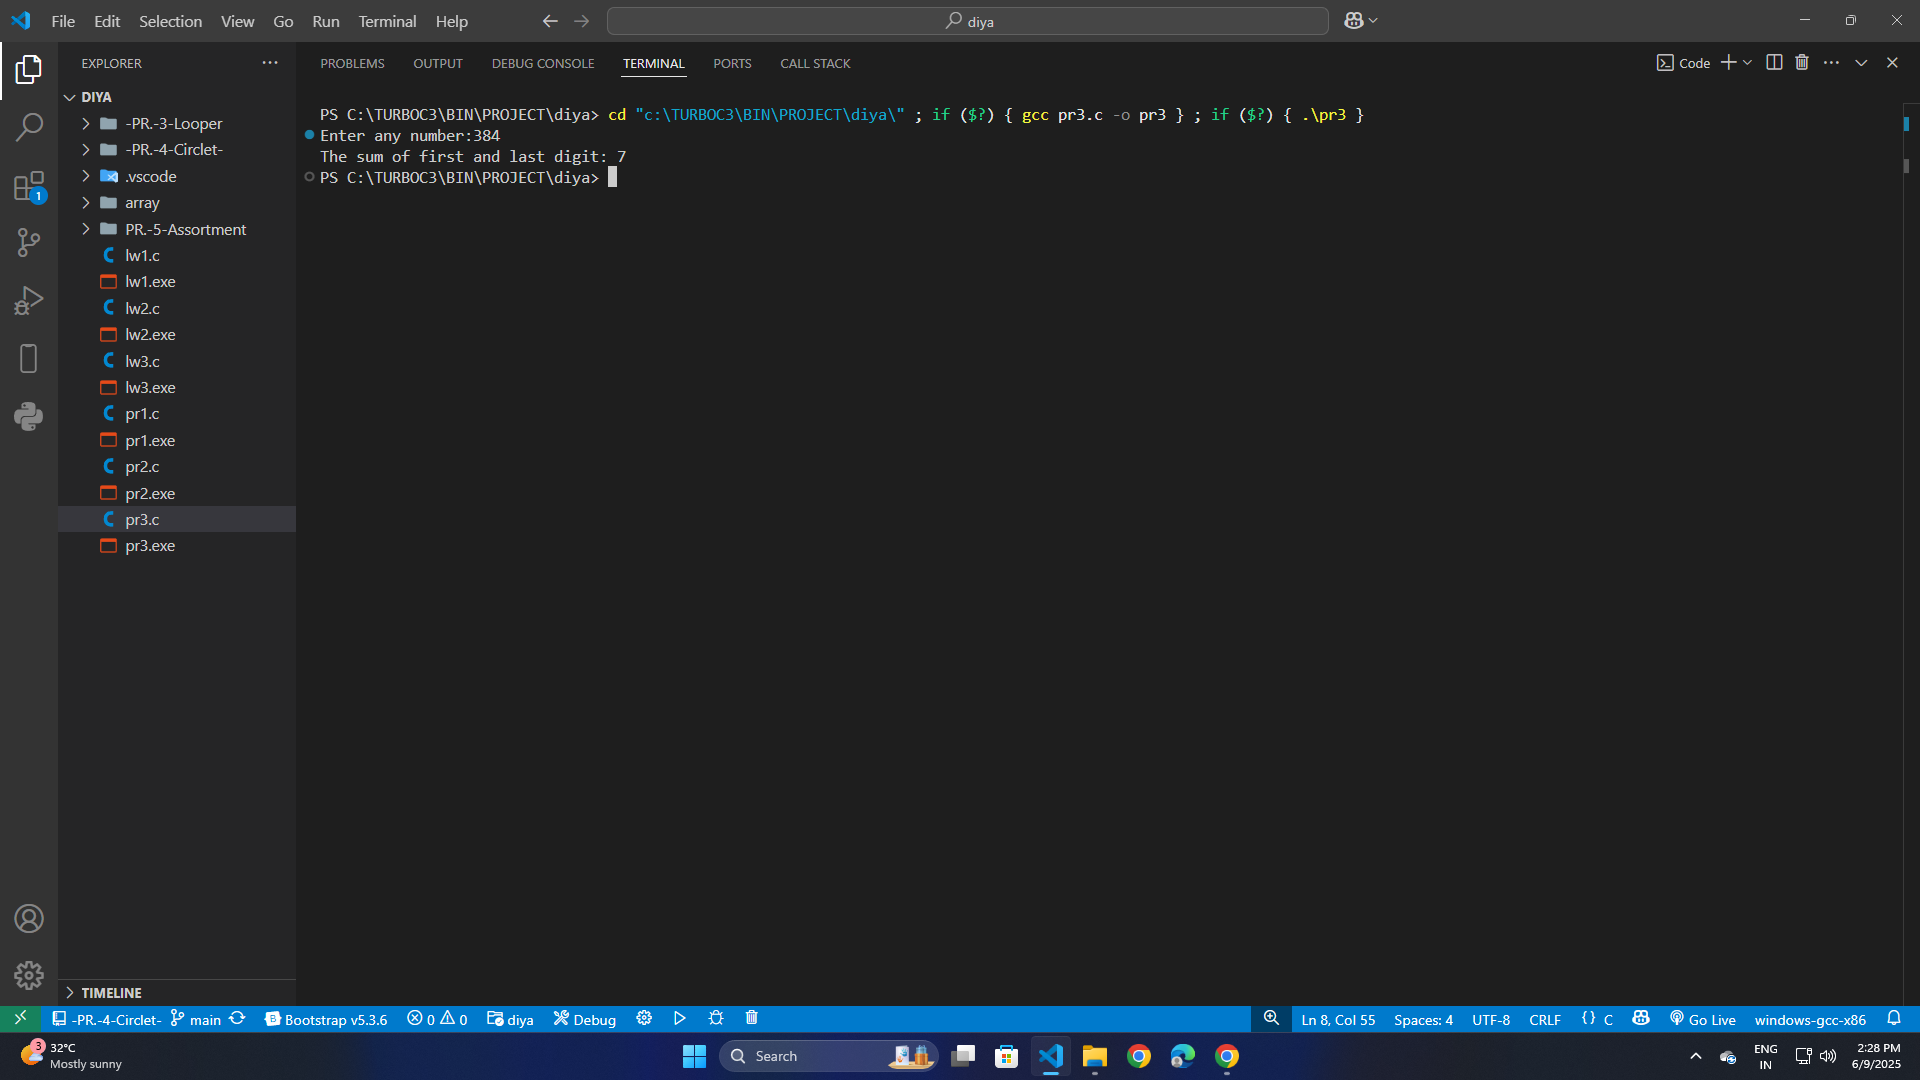 File Edit Selection View Go Run Terminal Help
diya
EXPLORER
PROBLEMS OUTPUT DEBUG CONSOLE TERMINAL PORTS CALL STACK
Code
DIYA
-PR.-3-Looper
-PR.-4-Circlet-
.vscode
array
PR.-5-Assortment
lw1.c
lw1.exe
lw2.c
lw2.exe
lw3.c
lw3.exe
pr1.c
pr1.exe
pr2.c
pr2.exe
pr3.c
pr3.exe
TIMELINE
1
PS C:\TURBOC3\BIN\PROJECT\diya> cd "c:\TURBOC3\BIN\PROJECT\diya\" ; if ($?) { gcc pr3.c -o pr3 } ; if ($?) { .\pr3 }
Enter any number:384
The sum of first and last digit: 7
PS C:\TURBOC3\BIN\PROJECT\diya>
-PR.-4-Circlet- main Bootstrap v5.3.6 0 0 diya Debug
Ln 8, Col 55 Spaces: 4 UTF-8 CRLF {} C Go Live windows-gcc-x86
3
32°C
Mostly sunny
Search
ENG
IN
2:28 PM
6/9/2025